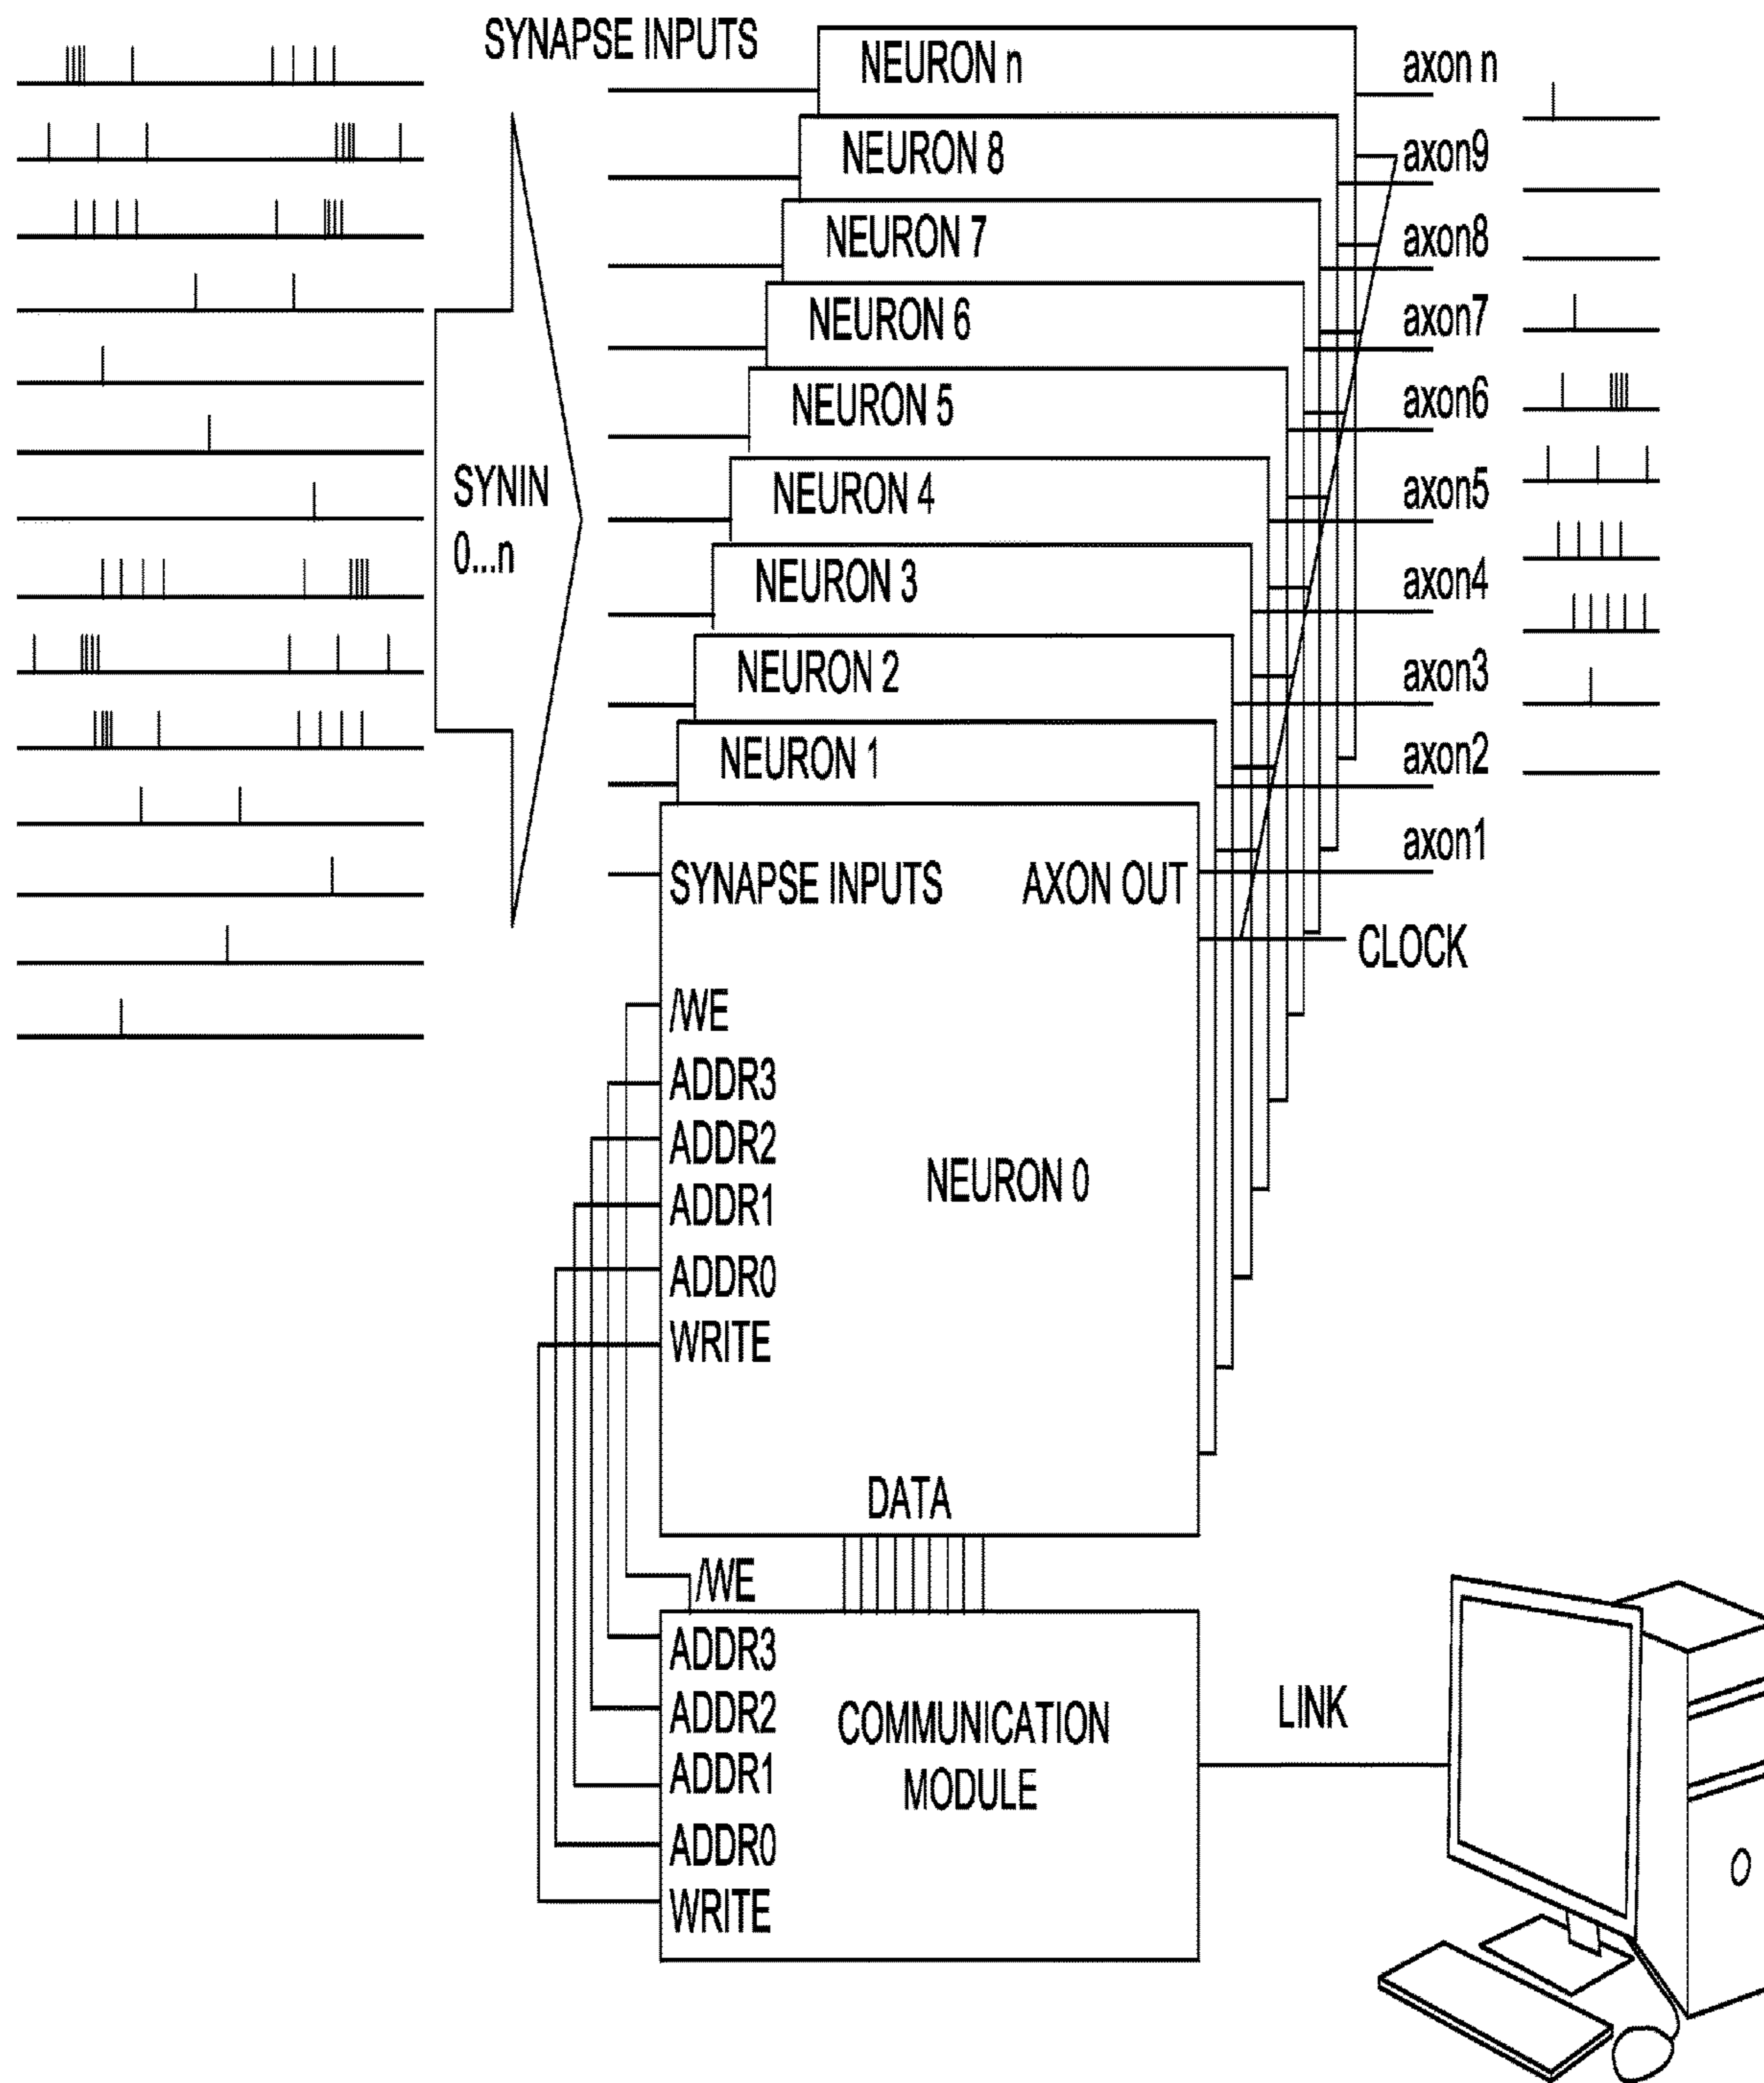 SYNAPSE INPUTS
NEURON n
axon n
NEURON 8
axon9
NEURON 7
axon8
NEURON 6
axon7
NEURON 5
axon6
SYNIN
0...n
NEURON 4
axon5
NEURON 3
axon4
NEURON 2
axon3
NEURON 1
axon2
axon1
SYNAPSE INPUTS
AXON OUT
CLOCK
/WE
ADDR3
ADDR2
ADDR1
ADDR0
WRITE
NEURON 0
DATA
/WE
ADDR3
ADDR2
ADDR1
ADDR0
WRITE
COMMUNICATION
MODULE
LINK